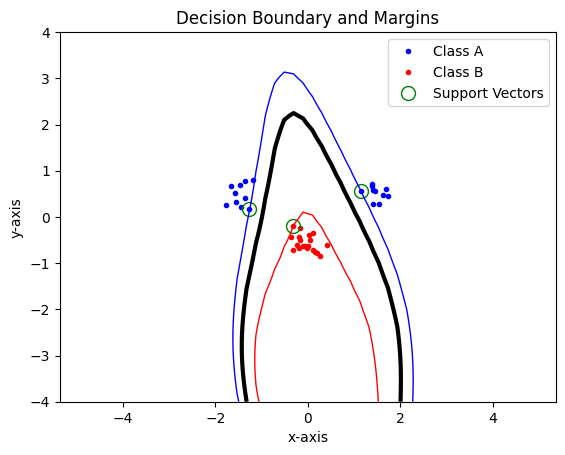 Decision Boundary and Margins
Class A
Class B
Support Vectors
y-axis
4
3
2
1
0
−1
−2
−3
−4
−4
−2
0
2
4
x-axis